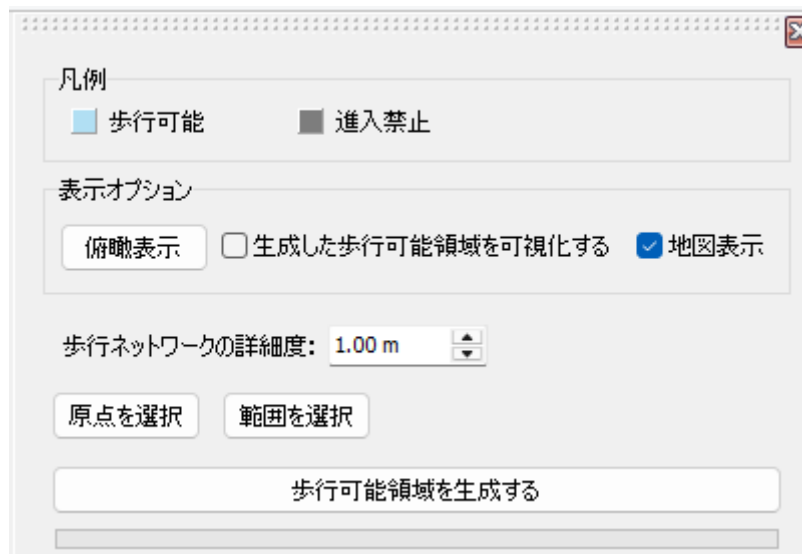 凡例
歩行可能 進入禁止
表示オプション
俯瞰表示 生成した歩行可能領域を可視化する 地図表示
歩行ネットワークの詳細度: 1.00 m
原点を選択 範囲を選択
歩行可能領域を生成する